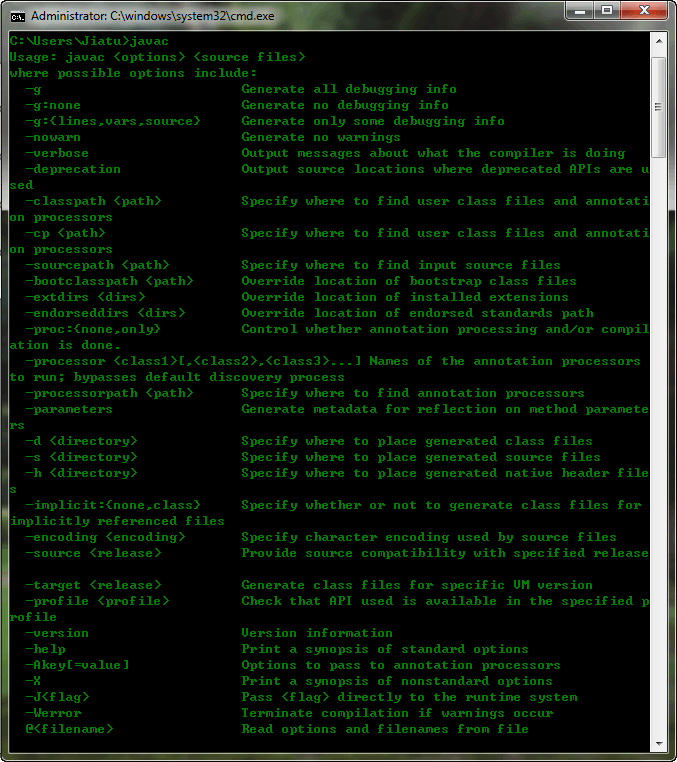 Administrator: C:\windows\system32\cmd.exe
C:\Users\Jiatu>javac
Usage: javac <options> <source files>
where possible options include:
  -g                         Generate all debugging info
  -g:none                    Generate no debugging info
  -g:{lines,vars,source}     Generate only some debugging info
  -nowarn                    Generate no warnings
  -verbose                   Output messages about what the compiler is doing
  -deprecation               Output source locations where deprecated APIs are u
sed
  -classpath <path>          Specify where to find user class files and annotati
on processors
  -cp <path>                 Specify where to find user class files and annotati
on processors
  -sourcepath <path>         Specify where to find input source files
  -bootclasspath <path>      Override location of bootstrap class files
  -extdirs <dirs>            Override location of installed extensions
  -endorseddirs <dirs>       Override location of endorsed standards path
  -proc:{none,only}          Control whether annotation processing and/or compil
ation is done.
  -processor <class1>[,<class2>,<class3>...] Names of the annotation processors
to run; bypasses default discovery process
  -processorpath <path>      Specify where to find annotation processors
  -parameters                Generate metadata for reflection on method paramete
rs
  -d <directory>             Specify where to place generated class files
  -s <directory>             Specify where to place generated source files
  -h <directory>             Specify where to place generated native header file
s
  -implicit:{none,class}     Specify whether or not to generate class files for
implicitly referenced files
  -encoding <encoding>       Specify character encoding used by source files
  -source <release>          Provide source compatibility with specified release
  -target <release>          Generate class files for specific VM version
  -profile <profile>         Check that API used is available in the specified p
rofile
  -version                   Version information
  -help                      Print a synopsis of standard options
  -Akey[=value]              Options to pass to annotation processors
  -X                         Print a synopsis of nonstandard options
  -J<flag>                   Pass <flag> directly to the runtime system
  -Werror                    Terminate compilation if warnings occur
  @<filename>                Read options and filenames from file